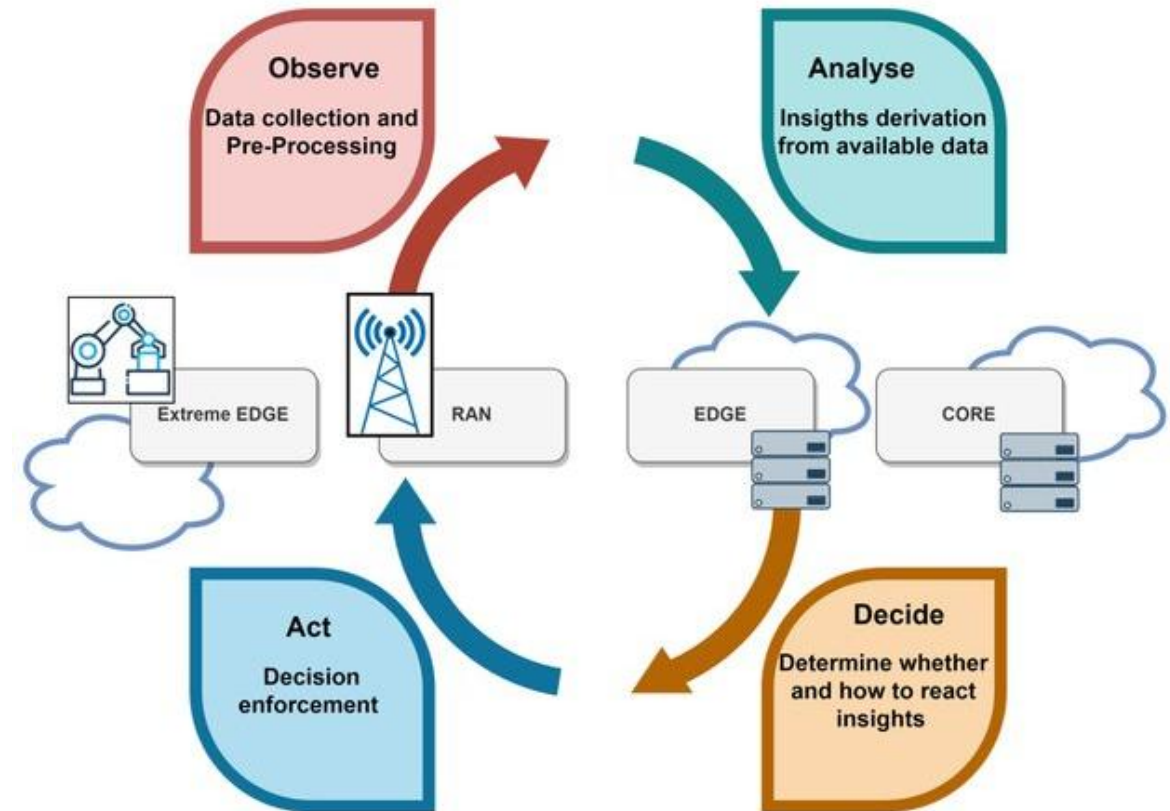 Observe
Data collection and
Pre-Processing
Analyse
Insigths derivation
from available data
Extreme EDGE
RAN
EDGE
CORE
Act
Decision
enforcement
Decide
Determine whether
and how to react
insights